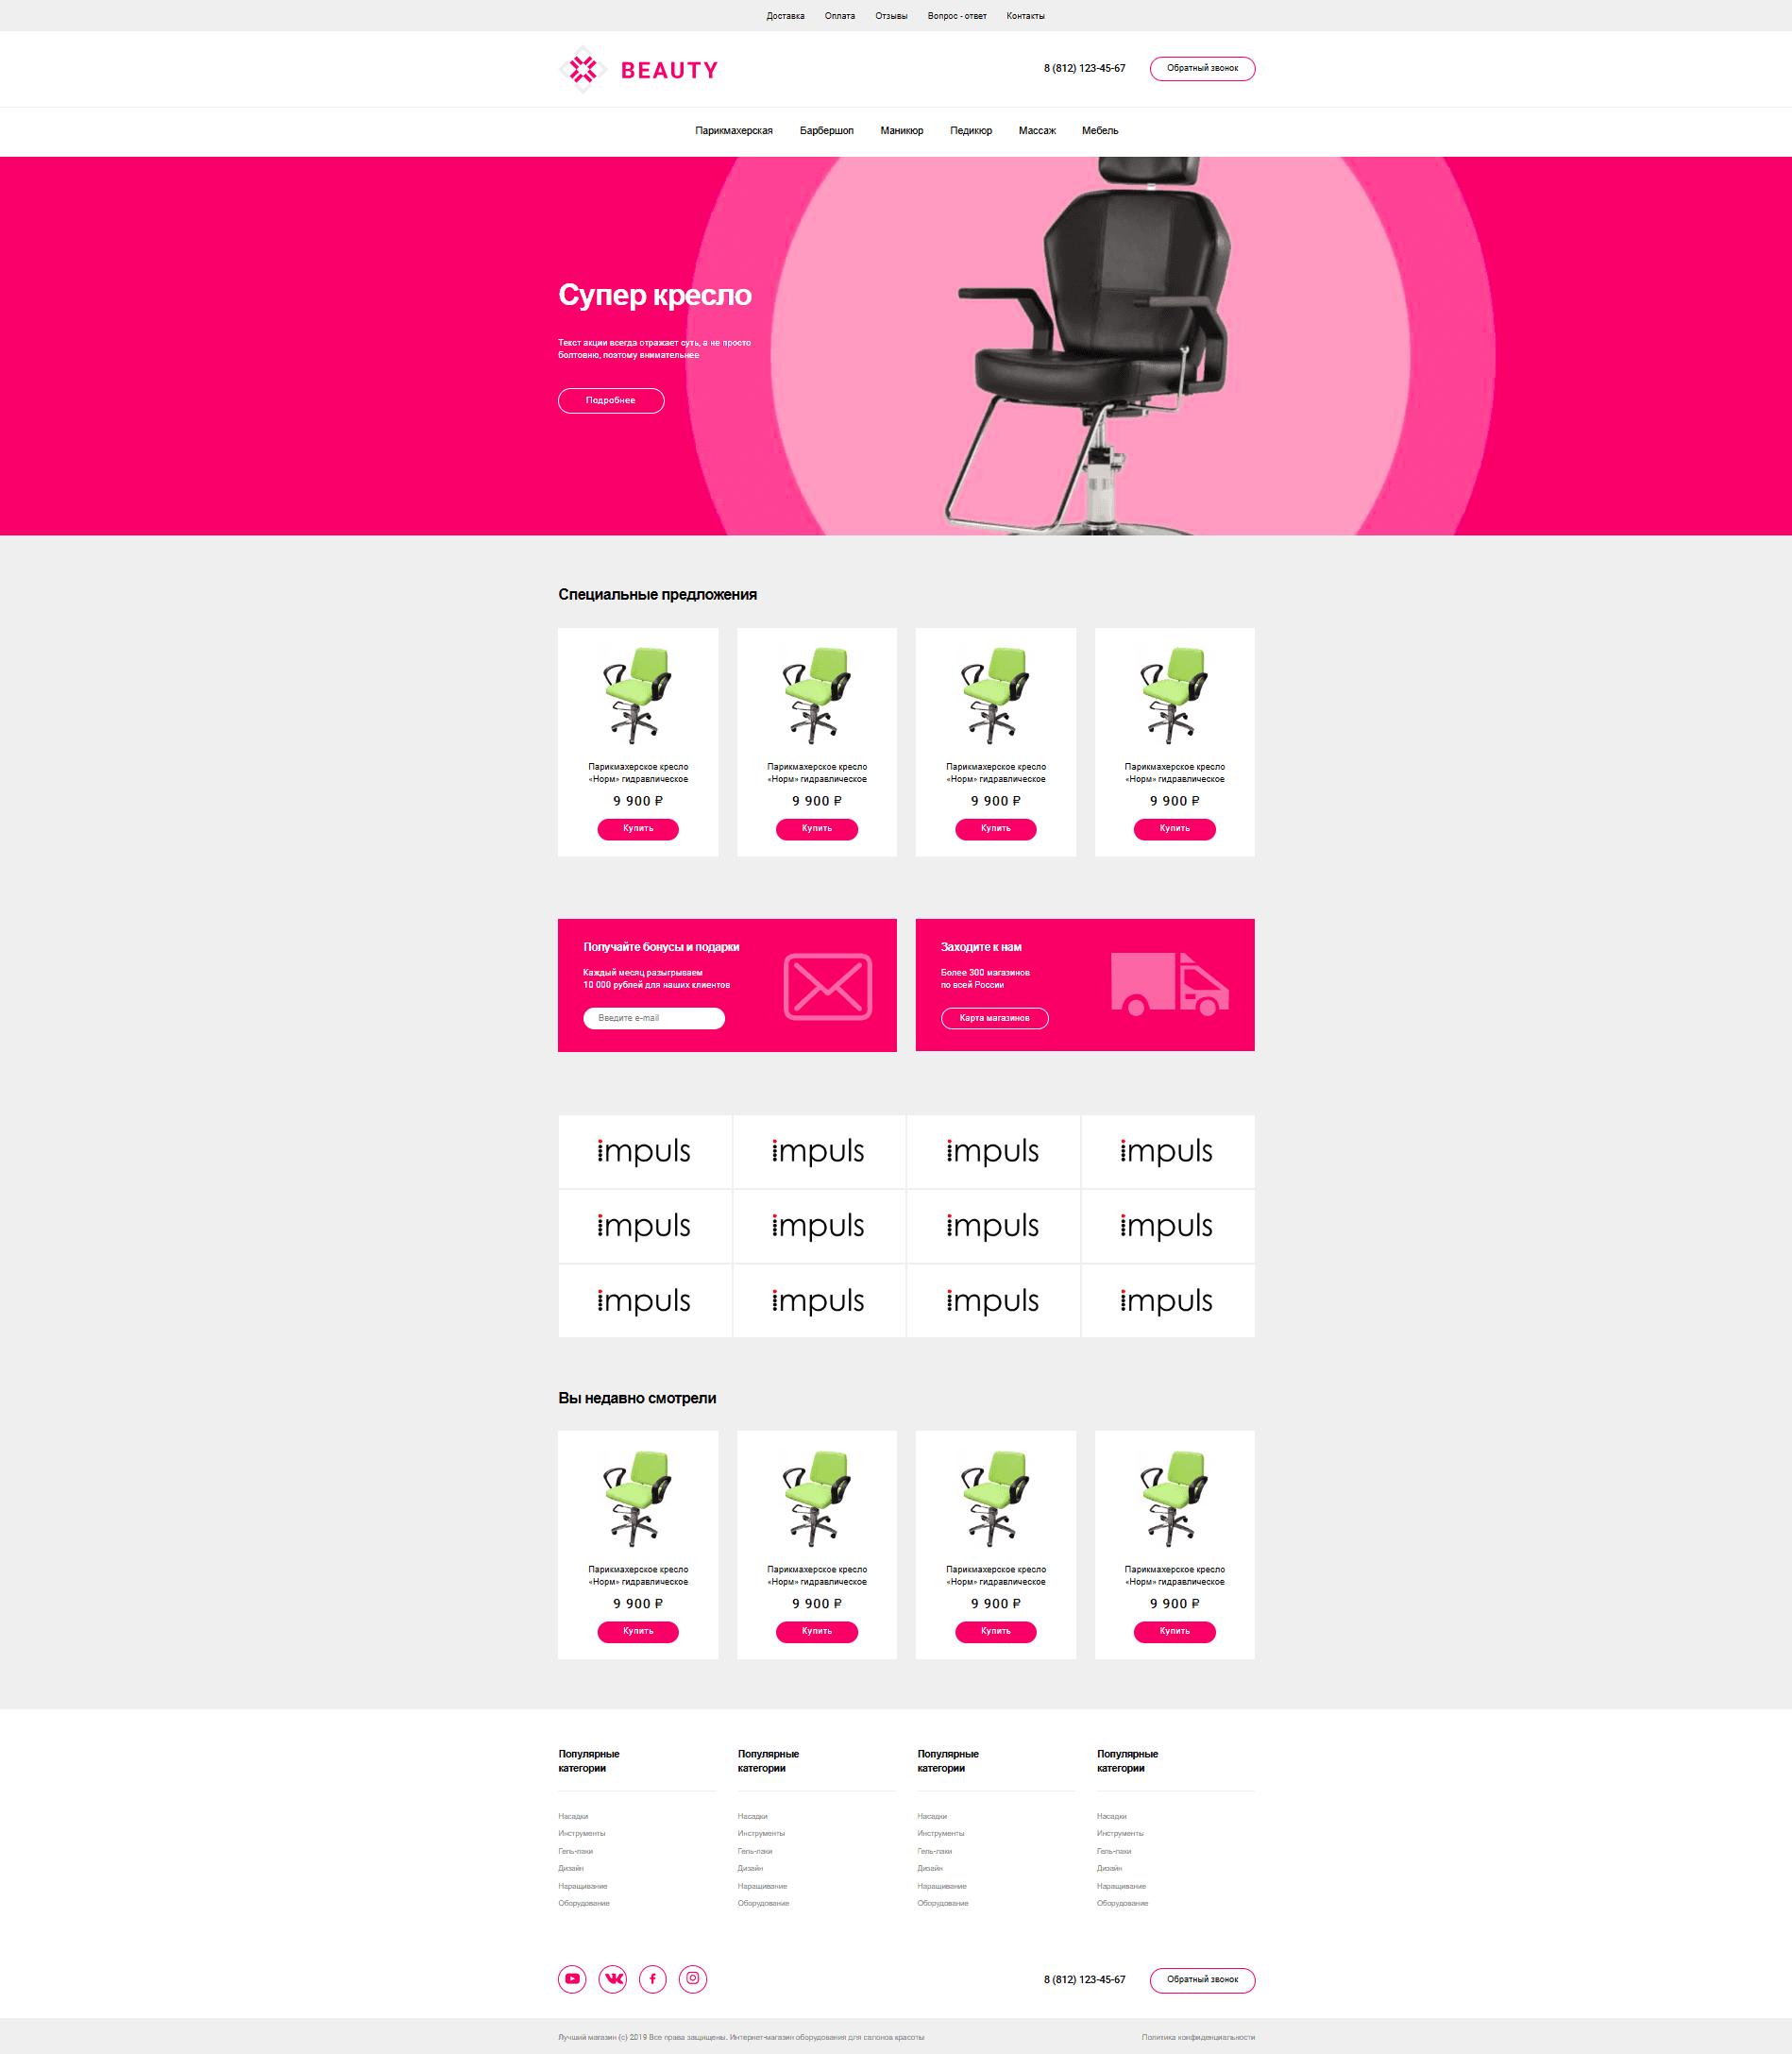 Доставка Оплата Отзывы Вопрос - ответ Контакты
BEAUTY
8 (812) 123-45-67 Обратный звонок
Парикмахерская Барбершоп Маникюр Педикюр Массаж Мебель
Супер кресло
Текст акции всегда отражает суть, а не просто
болтовню, поэтому внимательнее
Подробнее
Специальные предложения
Парикмахерское кресло
«Норм» гидравлическое
9 900 ₽
Купить
Парикмахерское кресло
«Норм» гидравлическое
9 900 ₽
Купить
Парикмахерское кресло
«Норм» гидравлическое
9 900 ₽
Купить
Парикмахерское кресло
«Норм» гидравлическое
9 900 ₽
Купить
Получайте бонусы и подарки
Каждый месяц разыгрываем
10 000 рублей для наших клиентов
Введите e-mail
Заходите к нам
Более 300 магазинов
по всей России
Карта магазинов
impuls impuls impuls impuls
impuls impuls impuls impuls
impuls impuls impuls impuls
Вы недавно смотрели
Парикмахерское кресло
«Норм» гидравлическое
9 900 ₽
Купить
Парикмахерское кресло
«Норм» гидравлическое
9 900 ₽
Купить
Парикмахерское кресло
«Норм» гидравлическое
9 900 ₽
Купить
Парикмахерское кресло
«Норм» гидравлическое
9 900 ₽
Купить
Популярные
категории
Насадки
Инструменты
Гель-лаки
Дизайн
Наращивание
Оборудование
Популярные
категории
Насадки
Инструменты
Гель-лаки
Дизайн
Наращивание
Оборудование
Популярные
категории
Насадки
Инструменты
Гель-лаки
Дизайн
Наращивание
Оборудование
Популярные
категории
Насадки
Инструменты
Гель-лаки
Дизайн
Наращивание
Оборудование
8 (812) 123-45-67 Обратный звонок
Лучший магазин (с) 2019 Все права защищены. Интернет-магазин оборудования для салонов красоты Политика конфиденциальности